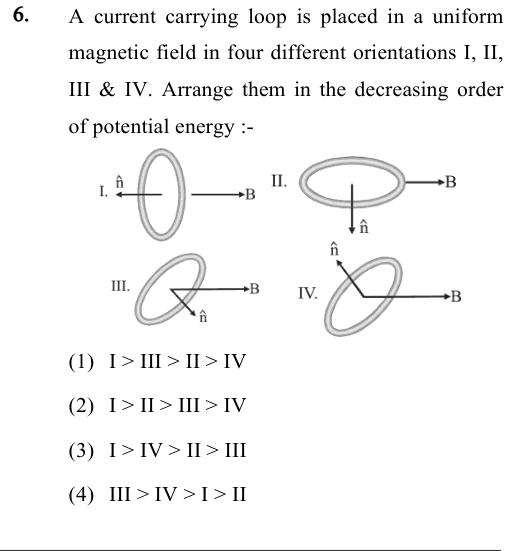 6. A current carrying loop is placed in a uniform
magnetic field in four different orientations I, II,
III & IV. Arrange them in the decreasing order
of potential energy :-
I. n̂ B
II. B
n̂
III. B
n̂
IV. n̂ B
(1) I > III > II > IV
(2) I > II > III > IV
(3) I > IV > II > III
(4) III > IV > I > II